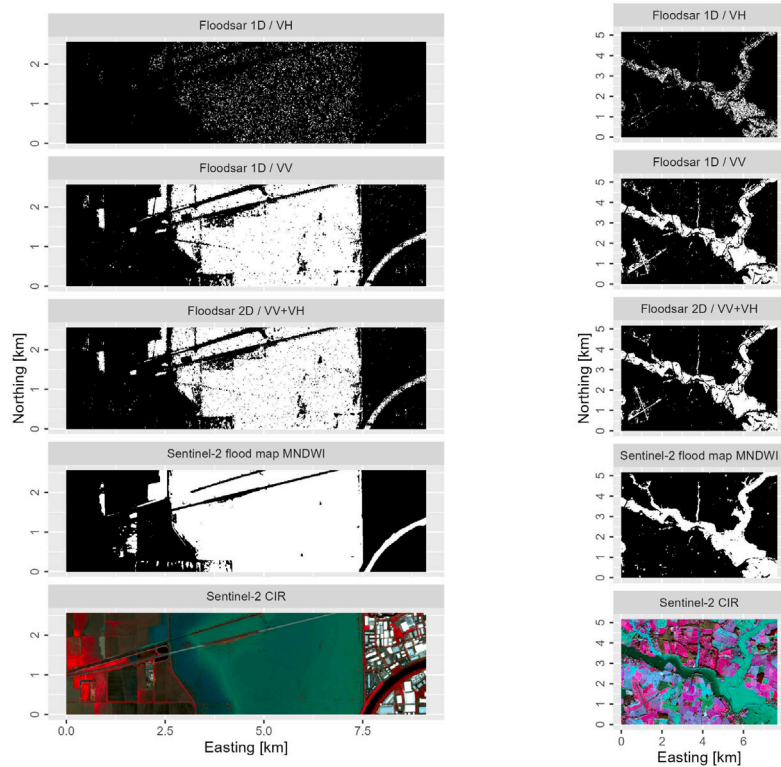 Floodsar 1D / VH
2
1
0
Floodsar 1D / VV
2
1
0
Floodsar 2D / VV+VH
2
1
0
Sentinel-2 flood map MNDWI
2
1
0
Sentinel-2 CIR
2
1
0
0.0 2.5 5.0 7.5
Easting [km]
Northing [km]
Floodsar 1D / VH
5
4
3
2
1
0
Floodsar 1D / VV
5
4
3
2
1
0
Floodsar 2D / VV+VH
5
4
3
2
1
0
Sentinel-2 flood map MNDWI
5
4
3
2
1
0
Sentinel-2 CIR
5
4
3
2
1
0
0 2 4 6
Easting [km]
Northing [km]